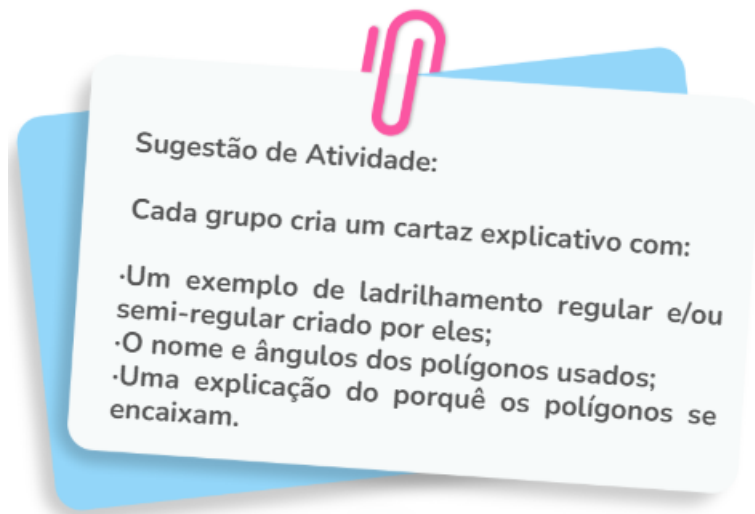 Sugestão de Atividade:
Cada grupo cria um cartaz explicativo com:
·Um exemplo de ladrilhamento regular e/ou
semi-regular criado por eles;
·O nome e ângulos dos polígonos usados;
·Uma explicação do porquê os polígonos se
encaixam.